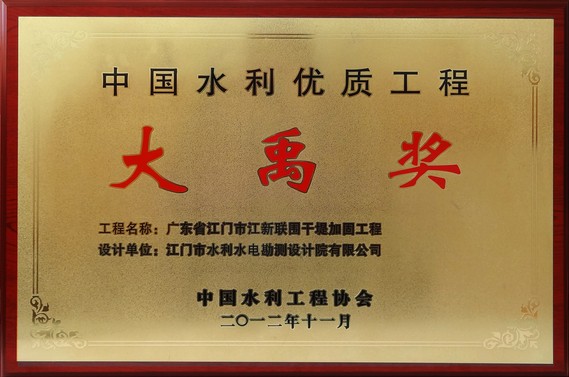 中国水利优质工程
大禹奖
工程名称：广东省江门市江新联围干堤加固工程
设计单位：江门市水利水电勘测设计院有限公司
中国水利工程协会
二〇一二年十一月